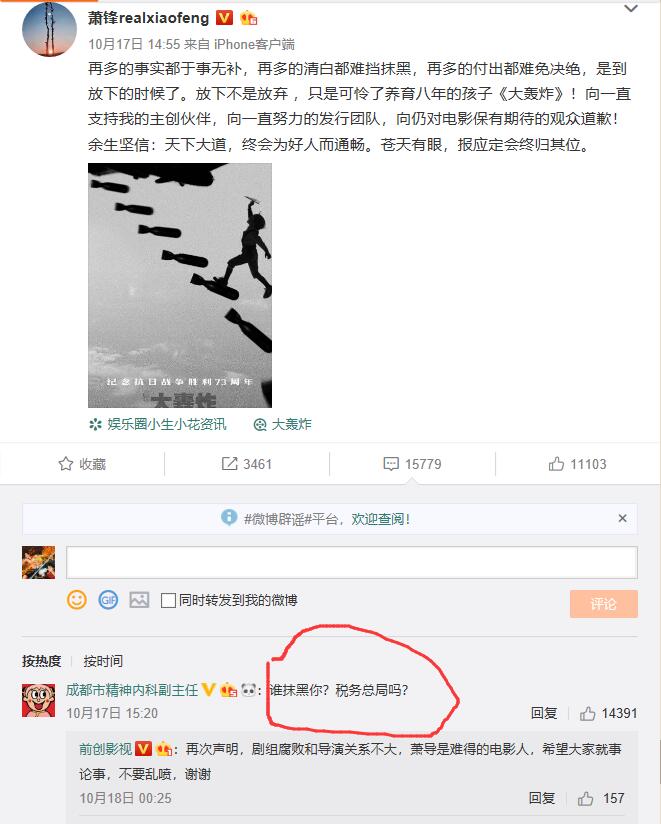 萧锋realxiaofeng
10月17日 14:55 来自 iPhone客户端
再多的事实都于事无补，再多的清白都难挡抹黑，再多的付出都难免决绝，是到
放下的时候了。放下不是放弃 ，只是可怜了养育八年的孩子《大轰炸》！向一直
支持我的主创伙伴，向一直努力的发行团队，向仍对电影保有期待的观众道歉！
余生坚信：天下大道，终会为好人而通畅。苍天有眼，报应定会终归其位。
纪念抗日战争胜利73周年
大轰炸
娱乐圈小生小花资讯 大轰炸
收藏 3461 15779 11103
#微博辟谣#平台，欢迎查阅！ ×
GIF 同时转发到我的微博 评论
按热度 按时间
成都市精神内科副主任 ：谁抹黑你？税务总局吗？
10月17日 15:20 回复 14391
前创影视 ：再次声明，剧组腐败和导演关系不大，萧导是难得的电影人，希望大家就事
论事，不要乱喷，谢谢
10月18日 00:25 回复 157